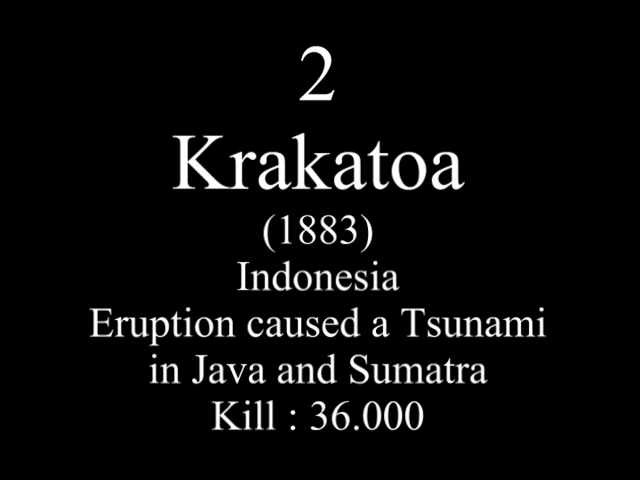 2
Krakatoa
(1883)
Indonesia
Eruption caused a Tsunami
in Java and Sumatra
Kill : 36.000